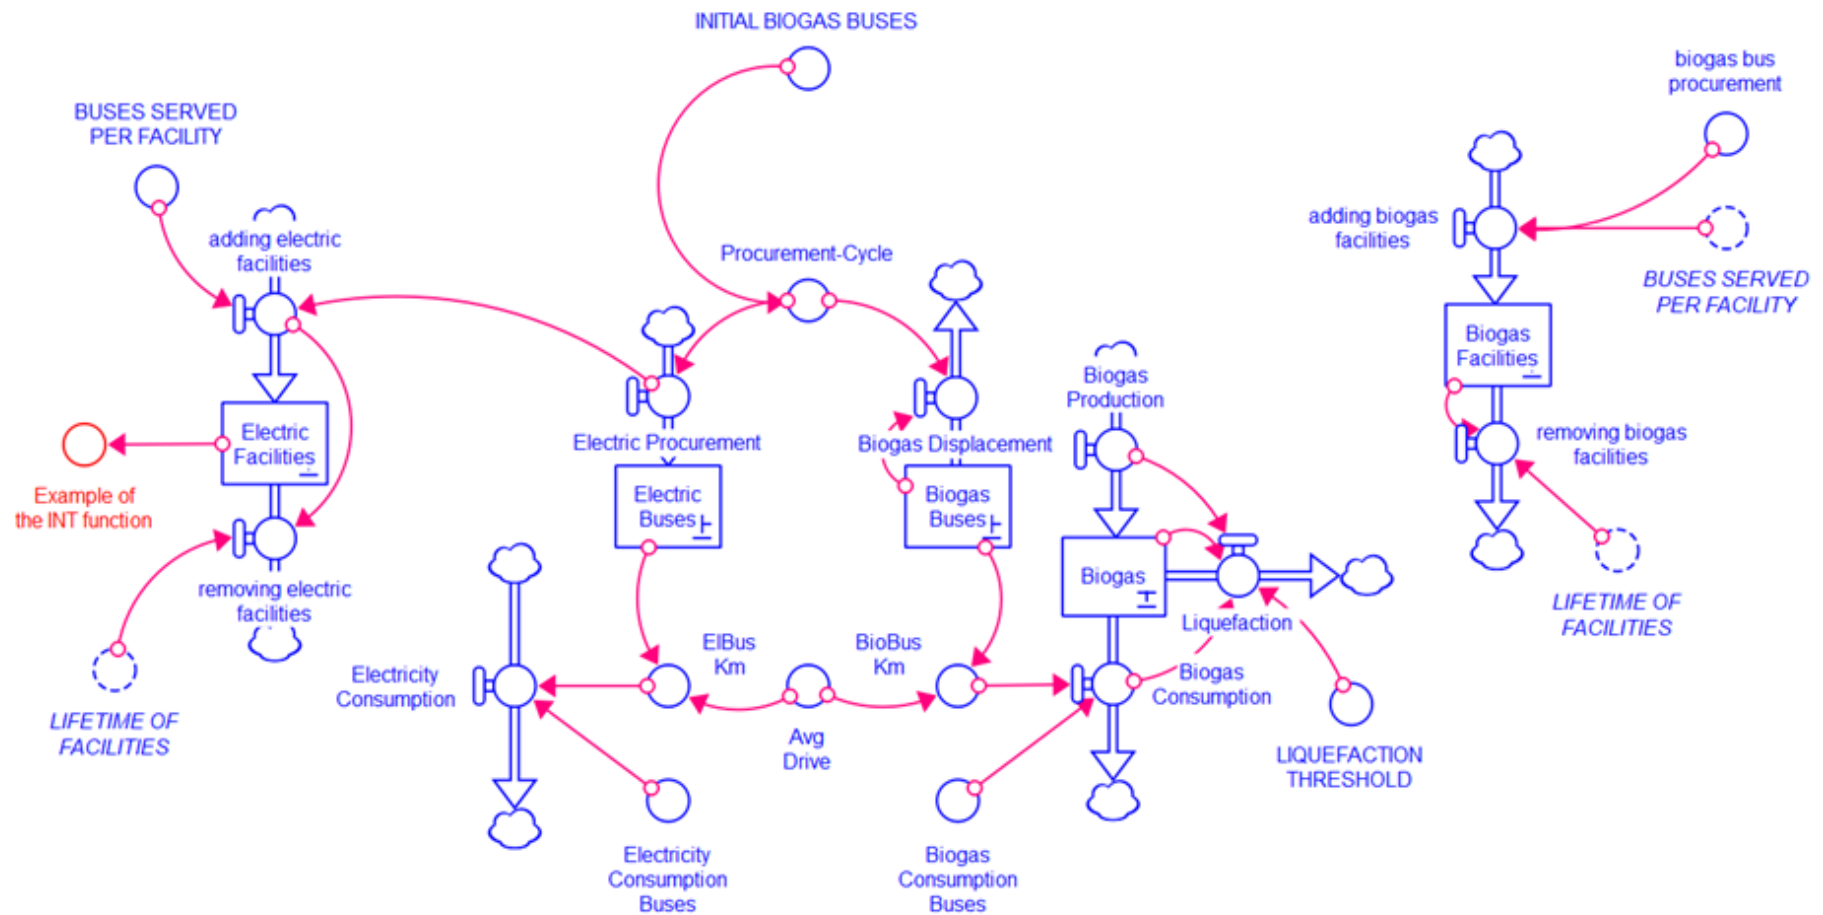 INITIAL BIOGAS BUSES
biogas bus
procurement
BUSES SERVED
PER FACILITY
adding electric
facilities
adding biogas
facilities
Procurement-Cycle
BUSES SERVED
PER FACILITY
Biogas
Facilities
Biogas
Production
Electric
Facilities
Electric Procurement
Biogas Displacement
removing biogas
facilities
Example of
the INT function
Electric
Buses
Biogas
Buses
Biogas
removing electric
facilities
Liquefaction
LIFETIME OF
FACILITIES
ElBus
Km
BioBus
Km
Electricity
Consumption
Biogas
Consumption
LIFETIME OF
FACILITIES
Avg
Drive
LIQUEFACTION
THRESHOLD
Electricity
Consumption
Buses
Biogas
Consumption
Buses